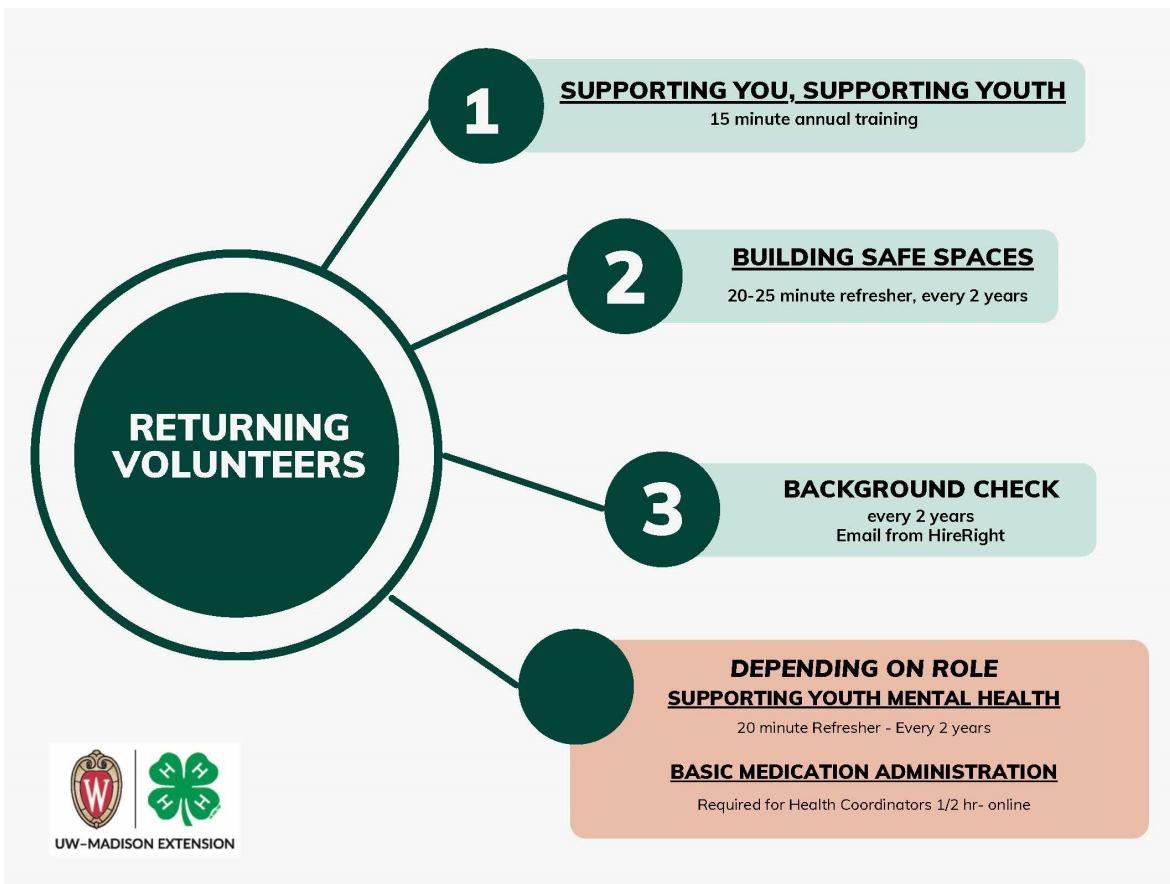 1
SUPPORTING YOU, SUPPORTING YOUTH
15 minute annual training
2
BUILDING SAFE SPACES
20-25 minute refresher, every 2 years
RETURNING
VOLUNTEERS
3
BACKGROUND CHECK
every 2 years
Email from HireRight
DEPENDING ON ROLE
SUPPORTING YOUTH MENTAL HEALTH
20 minute Refresher - Every 2 years
BASIC MEDICATION ADMINISTRATION
Required for Health Coordinators 1/2 hr- online
W
H H
H H
UW-MADISON EXTENSION